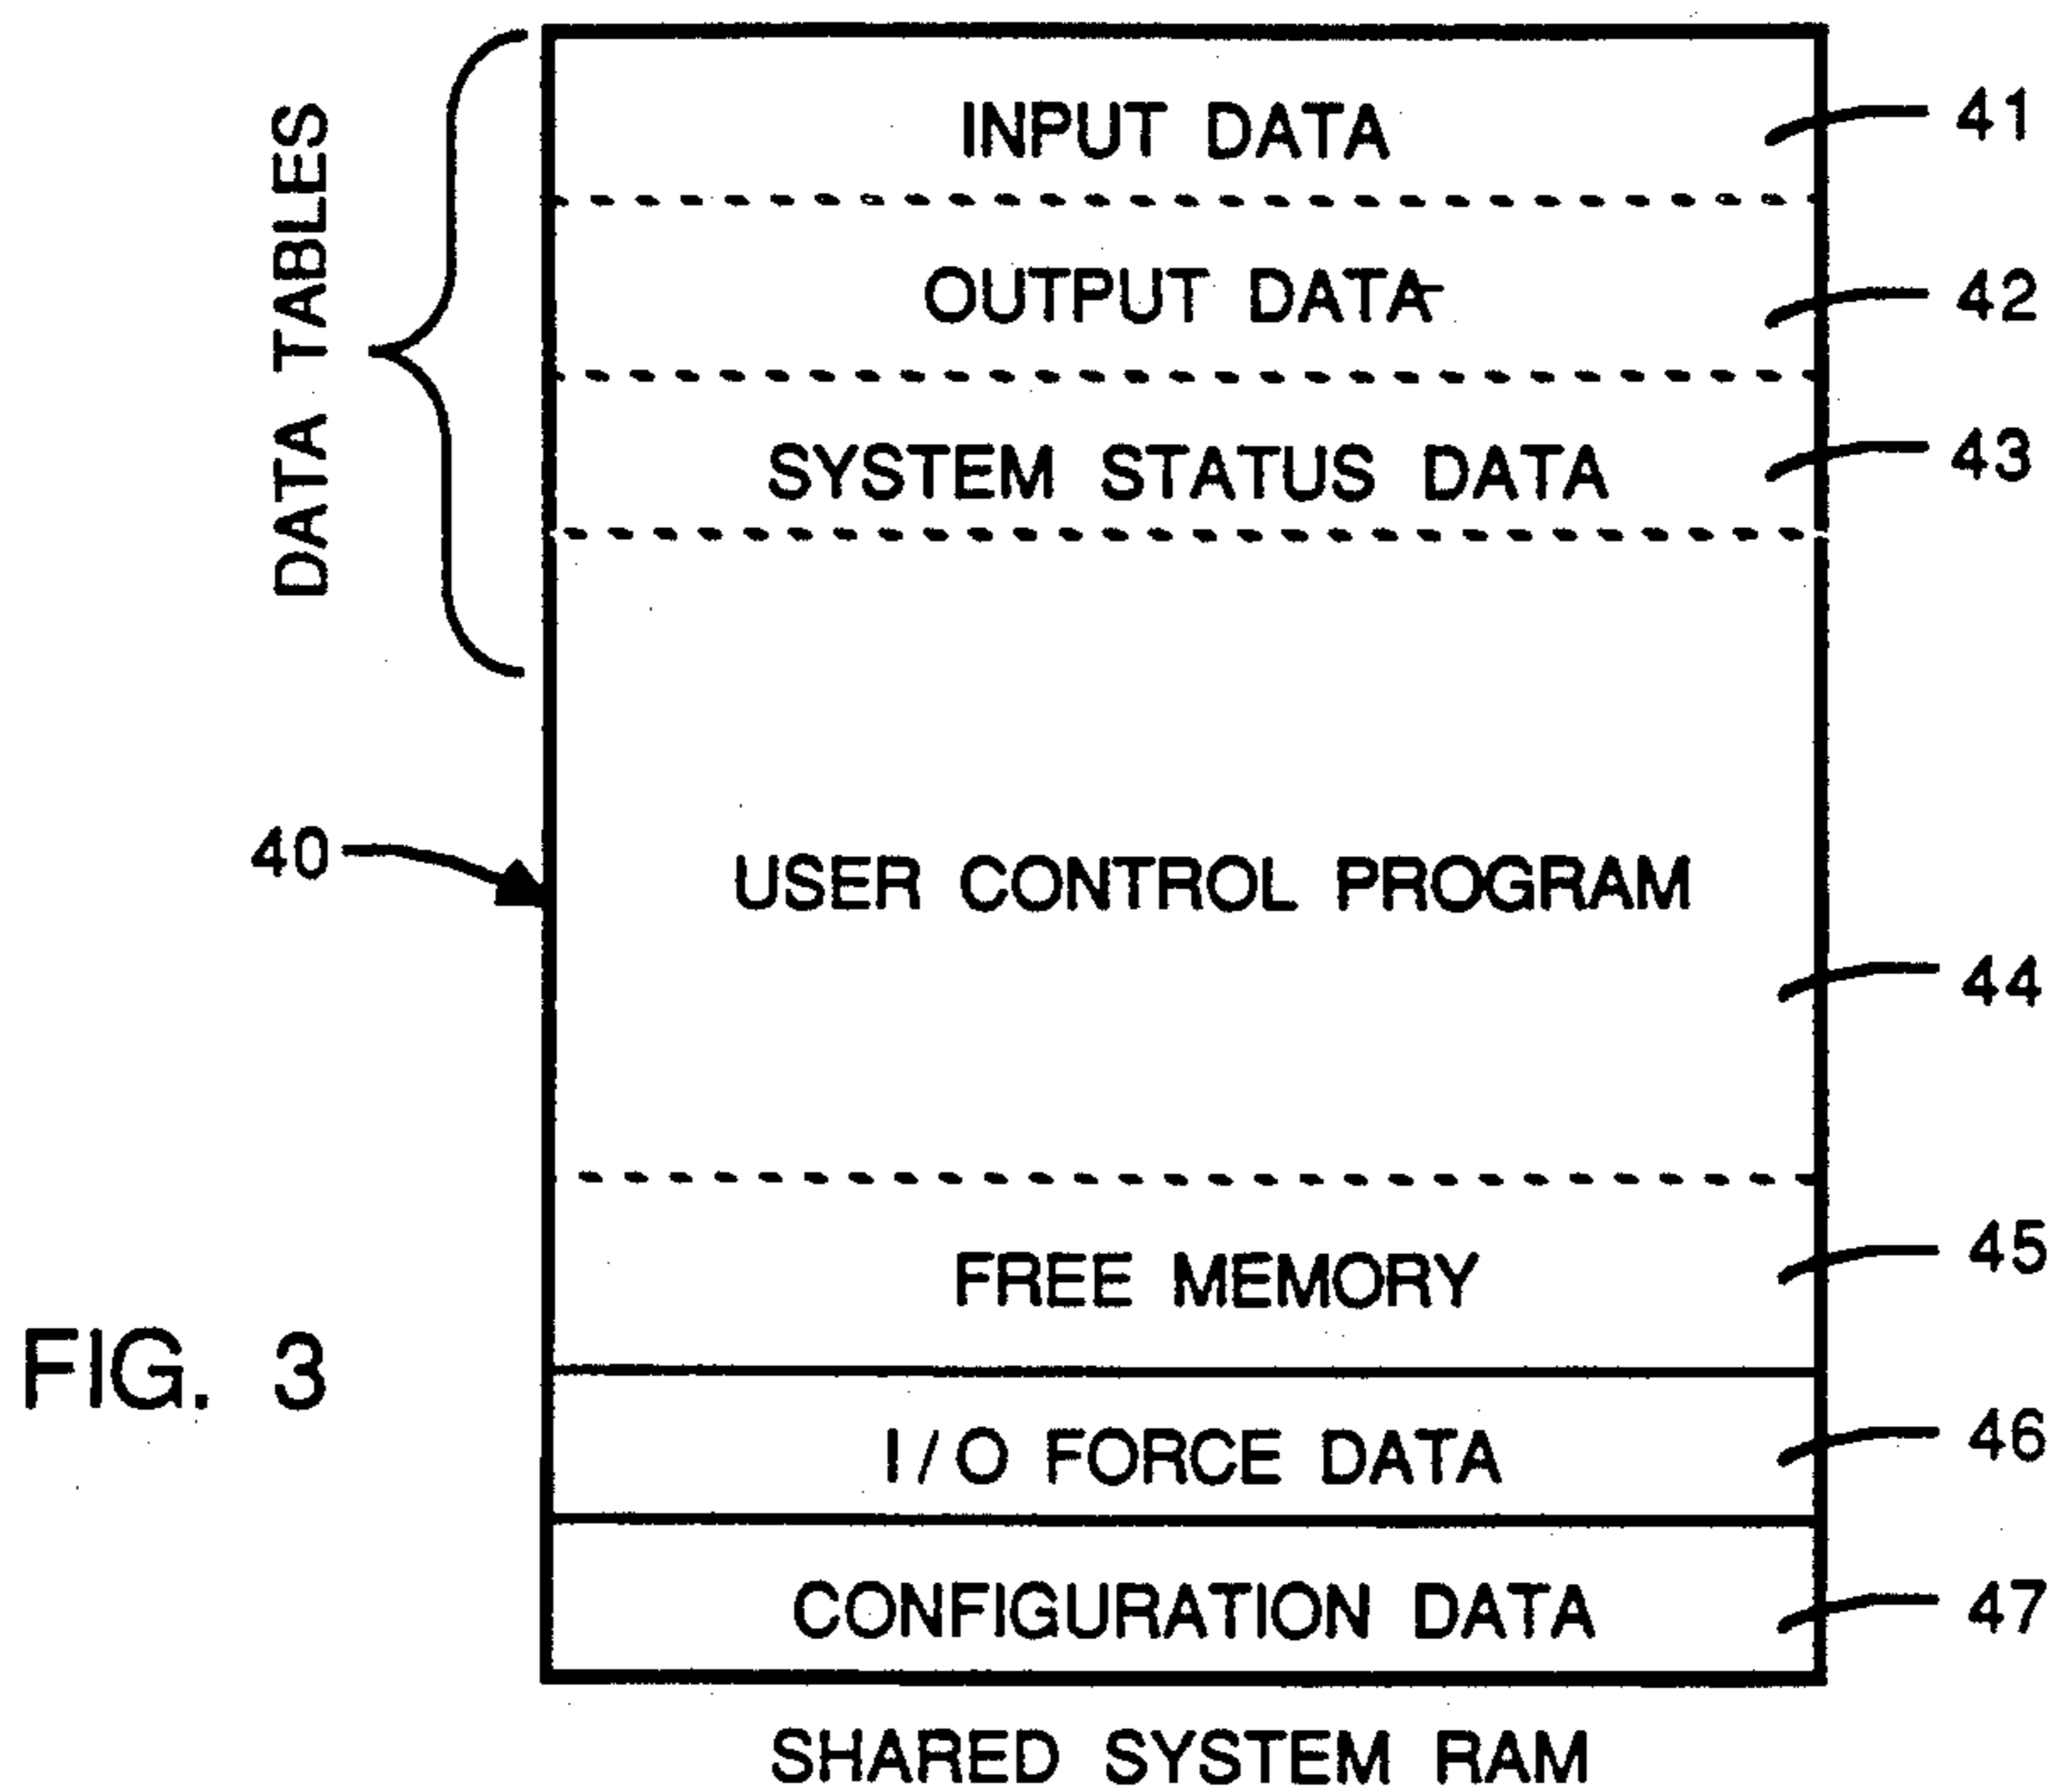 DATA TABLES
INPUT DATA 41
OUTPUT DATA 42
SYSTEM STATUS DATA 43
40
USER CONTROL PROGRAM
44
FREE MEMORY 45
FIG. 3
I/O FORCE DATA 46
CONFIGURATION DATA 47
SHARED SYSTEM RAM